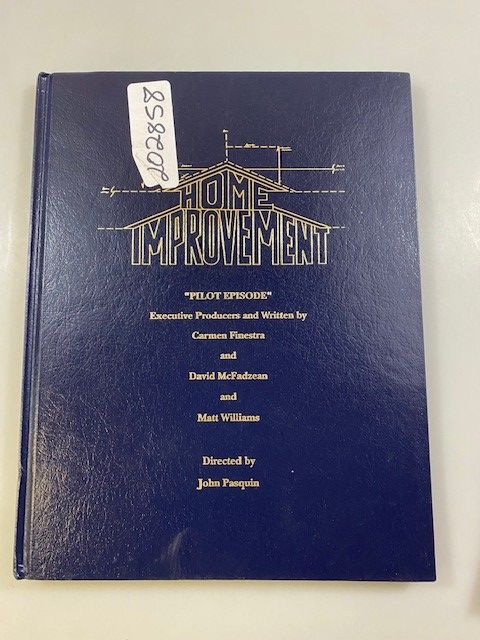 202858
HOME
IMPROVEMENT
"PILOT EPISODE"
Executive Producers and Written by
Carmen Finestra
and
David McFadzean
and
Matt Williams
Directed by
John Pasquin